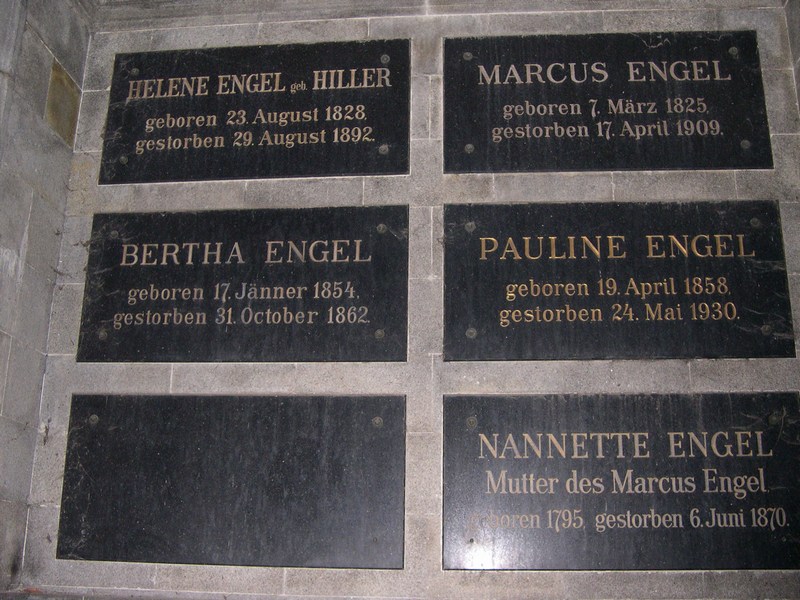 HELENE ENGEL geb. HILLER
geboren 23. August 1828.
gestorben 29. August 1892.
MARCUS ENGEL
geboren 7. März 1825.
gestorben 17. April 1909.
BERTHA ENGEL
geboren 17. Jänner 1854.
gestorben 31. October 1862.
PAULINE ENGEL
geboren 19. April 1858.
gestorben 24. Mai 1930.
NANNETTE ENGEL
Mutter des Marcus Engel.
geboren 1795, gestorben 6. Juni 1870.